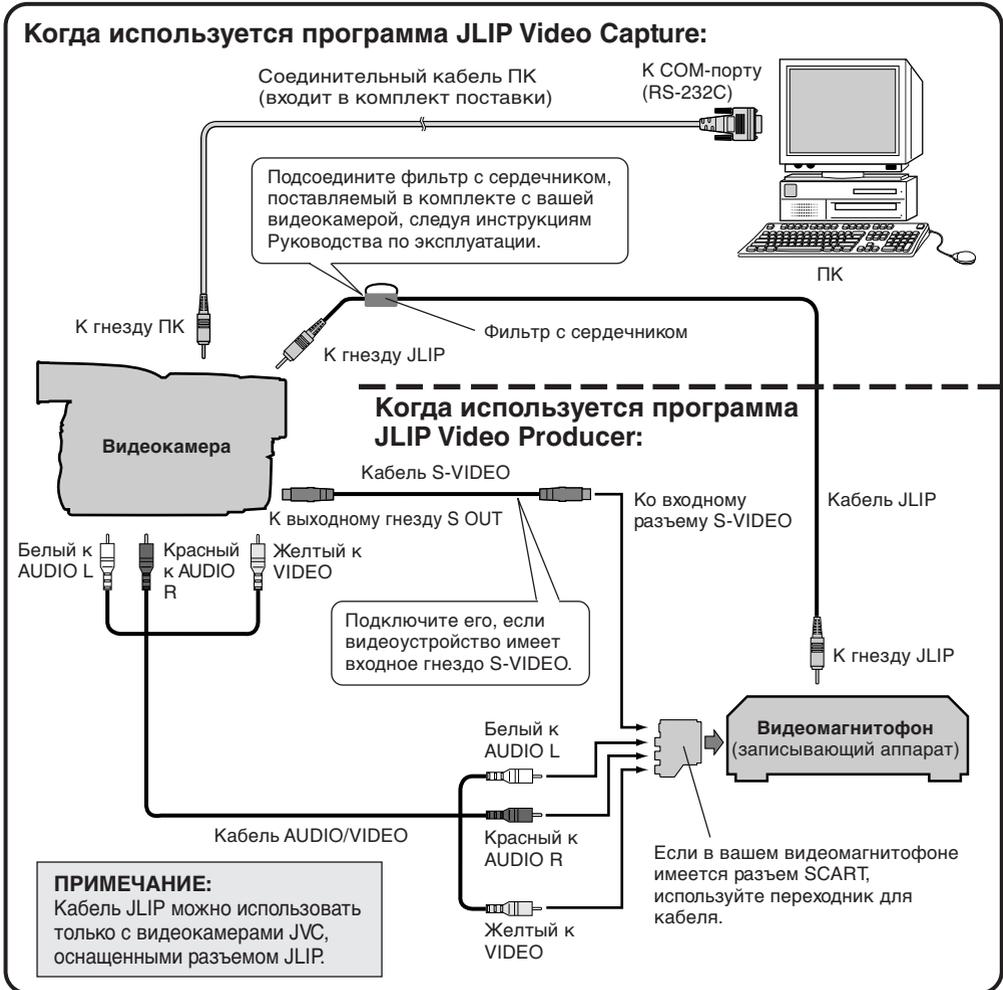 Когда используется программа JLIP Video Capture:
Соединительный кабель ПК
(входит в комплект поставки)
К COM-порту
(RS-232C)
Подсоедините фильтр с сердечником,
поставляемый в комплекте с вашей
видеокамерой, следуя инструкциям
Руководства по эксплуатации.
ПК
К гнезду ПК
Фильтр с сердечником
К гнезду JLIP
Когда используется программа
JLIP Video Producer:
Видеокамера
Кабель S-VIDEO
К выходному гнезду S OUT
Ко входному
разъему S-VIDEO
Кабель JLIP
Белый к
AUDIO L
Красный
к AUDIO
R
Желтый к
VIDEO
Подключите его, если
видеоустройство имеет
входное гнездо S-VIDEO.
К гнезду JLIP
Видеомагнитофон
(записывающий аппарат)
Белый к
AUDIO L
Кабель AUDIO/VIDEO
Красный к
AUDIO R
Желтый к
VIDEO
Если в вашем видеомагнитофоне
имеется разъем SCART,
используйте переходник для
кабеля.
ПРИМЕЧАНИЕ:
Кабель JLIP можно использовать
только с видеокамерами JVC,
оснащенными разъемом JLIP.